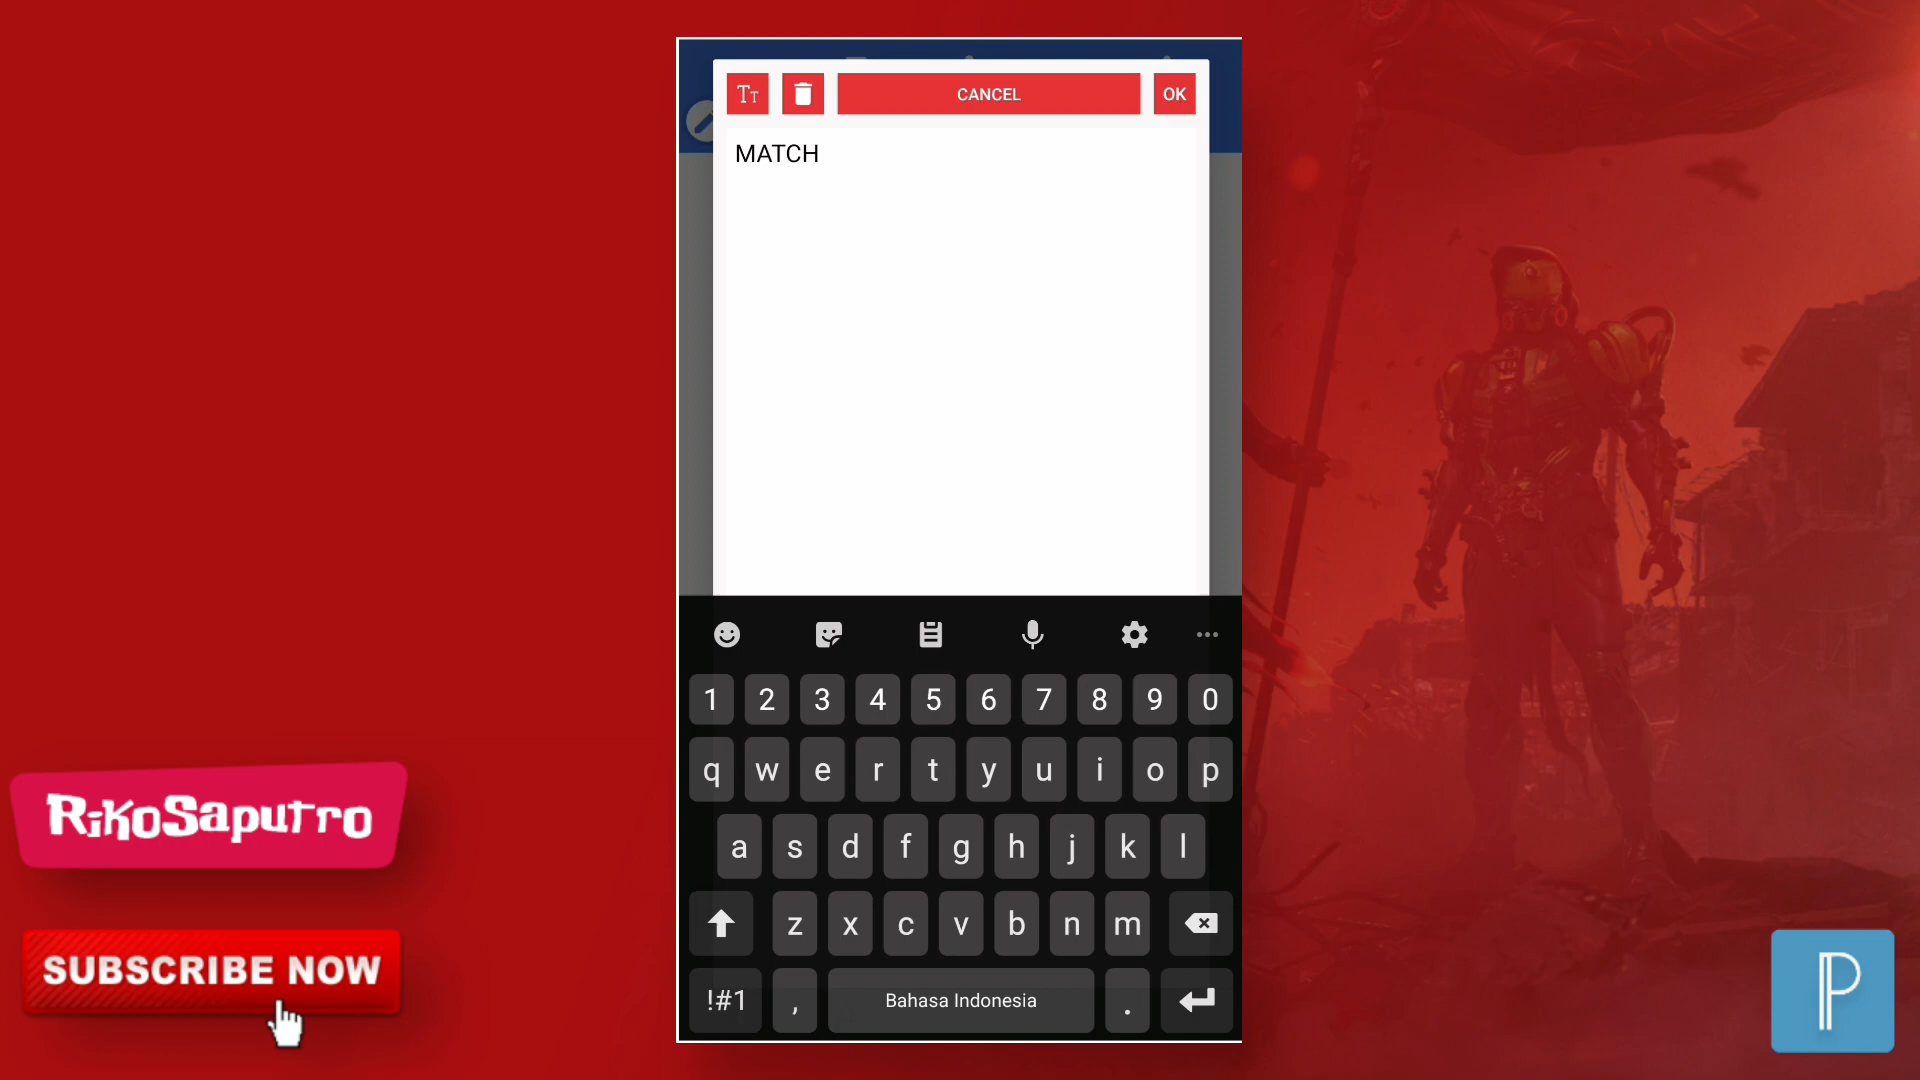 Tт CANCEL OK
MATCH
1 2 3 4 5 6 7 8 9 0
q w e r t y u i o p
a s d f g h j k l
z x c v b n m
!#1 , Bahasa Indonesia .
RikoSaputro
SUBSCRIBE NOW
P